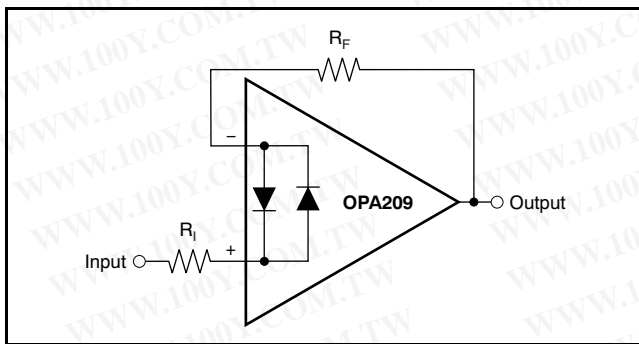 R_F
−
OPA209
Output
R_I
+
Input
WWW.100Y.COM.TW